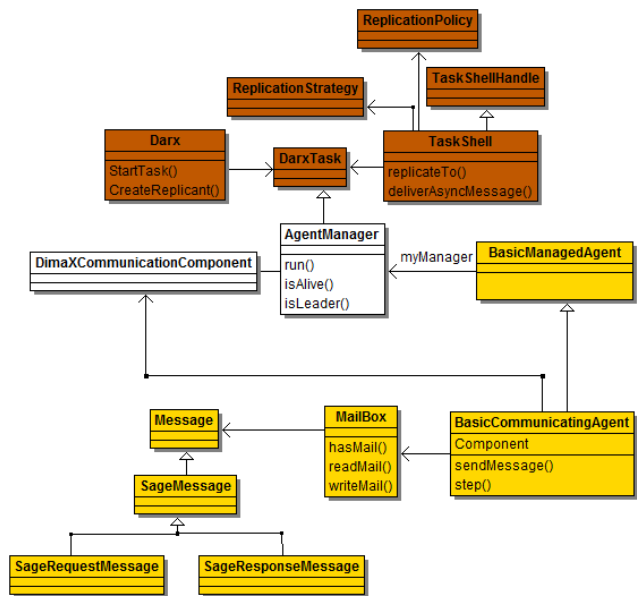 ReplicationPolicy
ReplicationStrategy
TaskShellHandle
Darx
StartTask()
CreateReplicant()
DarxTask
TaskShell
replicateTo()
deliverAsyncMessage()
DimaXCommunicationComponent
AgentManager
run()
isAlive()
isLeader()
myManager
BasicManagedAgent
Message
MailBox
hasMail()
readMail()
writeMail()
BasicCommunicatingAgent
Component
sendMessage()
step()
SageMessage
SageRequestMessage
SageResponseMessage